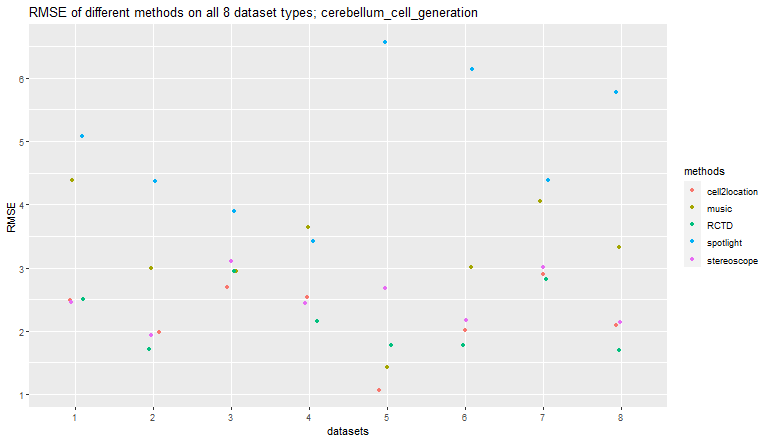 RMSE of different methods on all 8 dataset types; cerebellum_cell_generation
RMSE
6
5
4
3
2
1
1 2 3 4 5 6 7 8
datasets
methods
cell2location
music
RCTD
spotlight
stereoscope